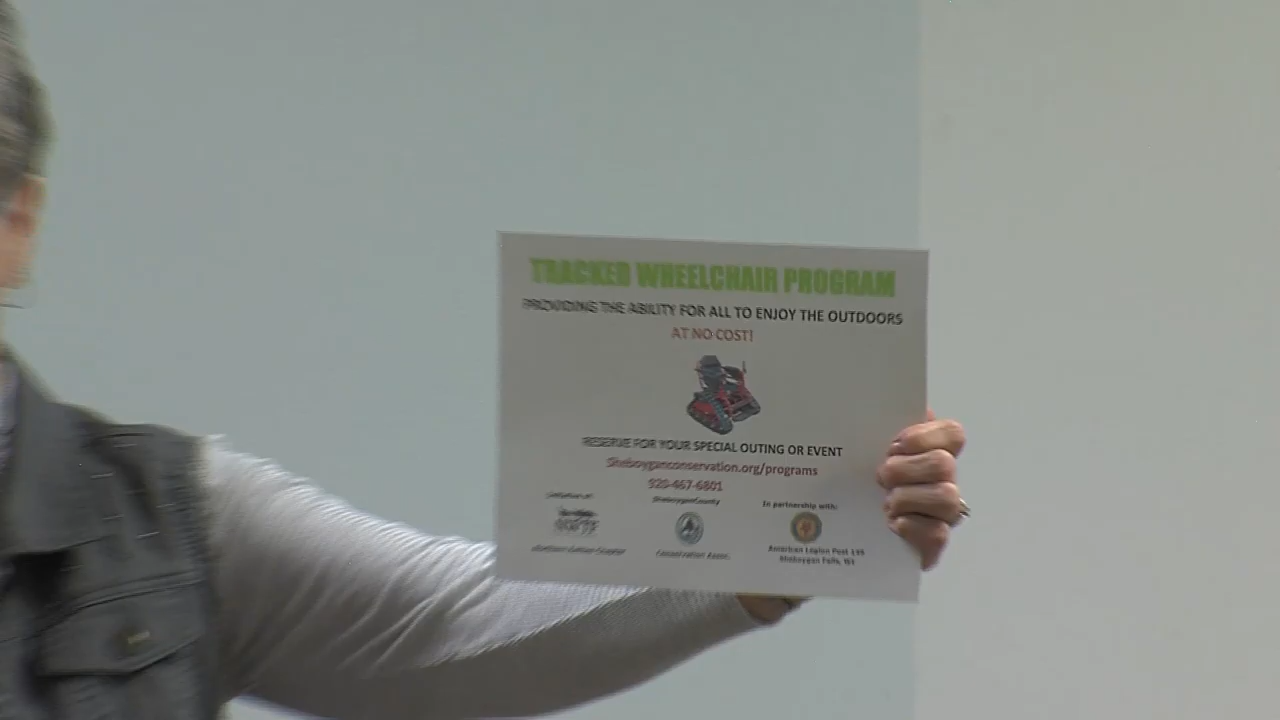 TRACKED WHEELCHAIR PROGRAM
PROVIDING THE ABILITY FOR ALL TO ENJOY THE OUTDOORS
AT NO COST!
RESERVE FOR YOUR SPECIAL OUTING OR EVENT
Sheboyganconservation.org/programs
920-467-6801
Sheboygan County
In partnership with:
Conservation Assoc.
American Legion Post
Sheboygan Falls, WI